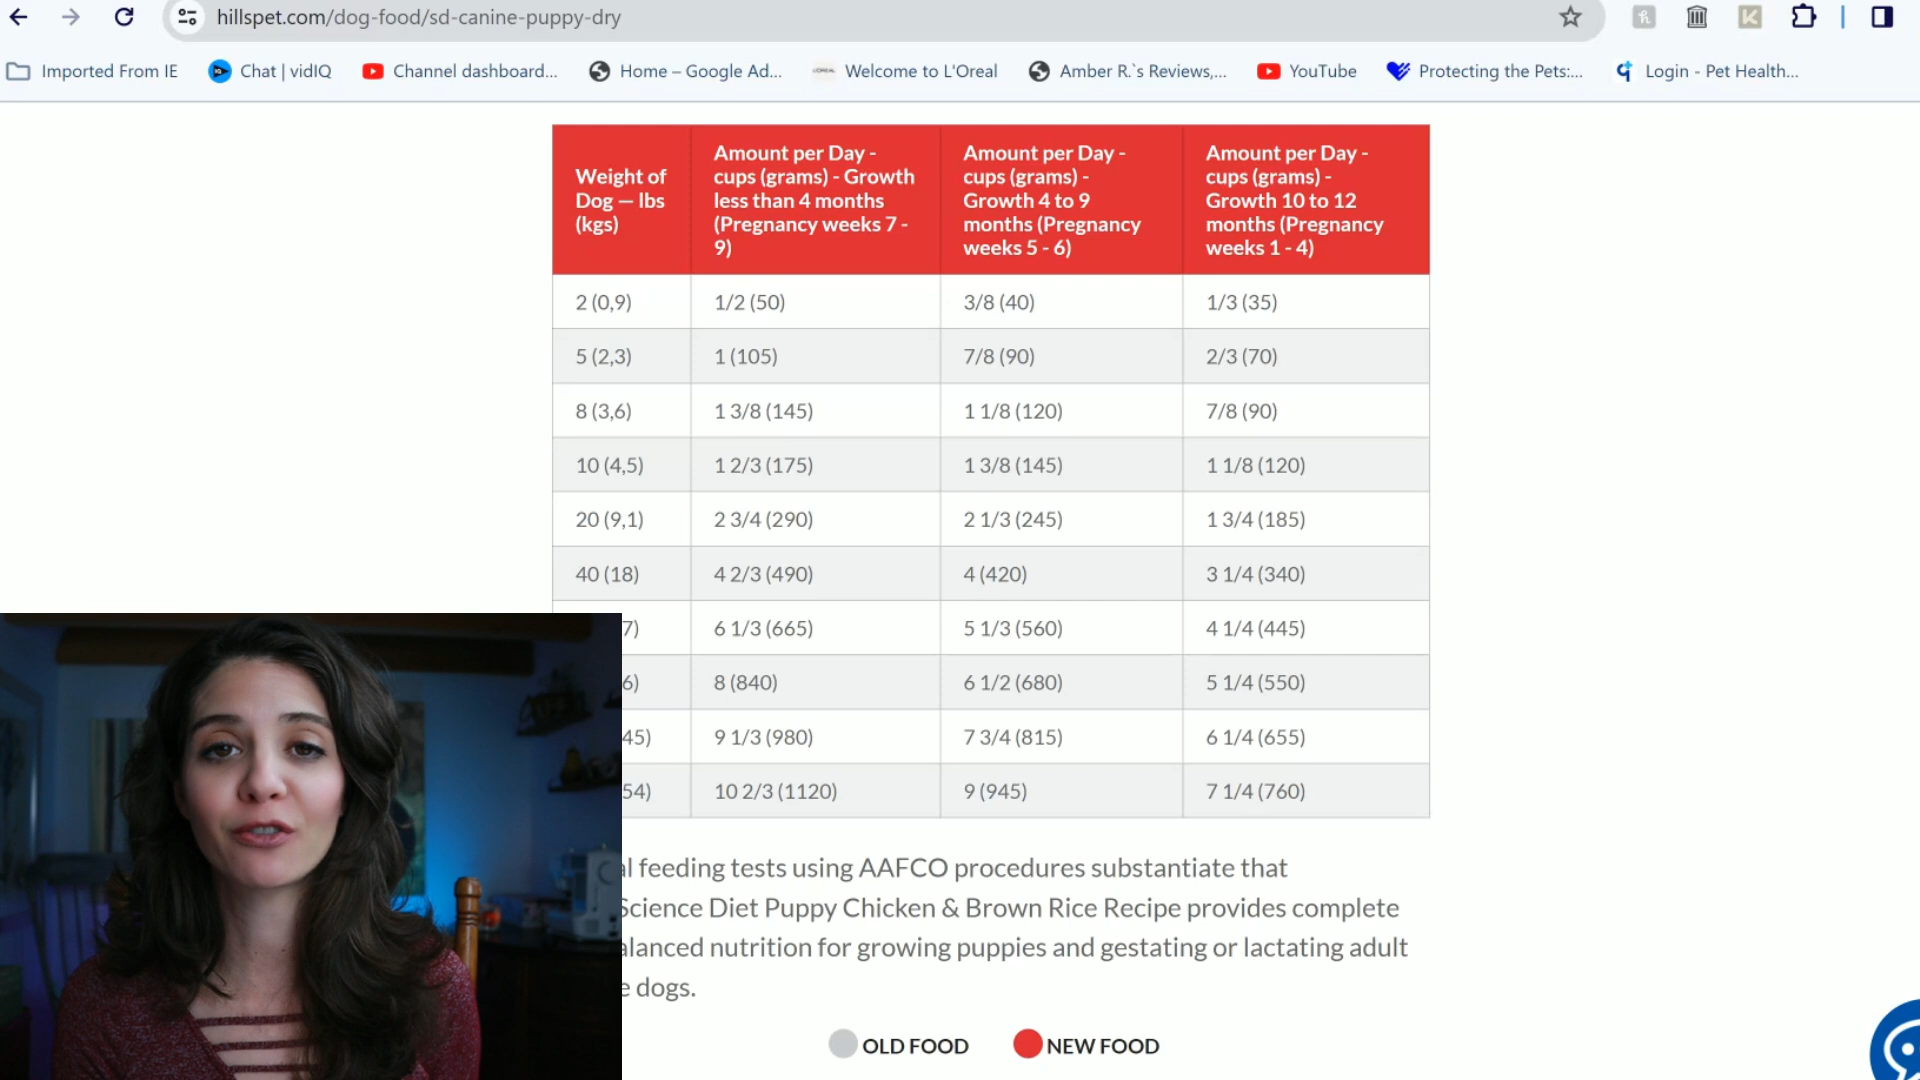 hillspet.com/dog-food/sd-canine-puppy-dry
Imported From IE Chat | vidIQ Channel dashboard... Home – Google Ad... Welcome to L'Oreal Amber R.`s Reviews,... YouTube Protecting the Pets:... Login - Pet Health...
Weight of Dog — lbs (kgs)
Amount per Day - cups (grams) - Growth less than 4 months (Pregnancy weeks 7 - 9)
Amount per Day - cups (grams) - Growth 4 to 9 months (Pregnancy weeks 5 - 6)
Amount per Day - cups (grams) - Growth 10 to 12 months (Pregnancy weeks 1 - 4)
2 (0,9) 1/2 (50) 3/8 (40) 1/3 (35)
5 (2,3) 1 (105) 7/8 (90) 2/3 (70)
8 (3,6) 1 3/8 (145) 1 1/8 (120) 7/8 (90)
10 (4,5) 1 2/3 (175) 1 3/8 (145) 1 1/8 (120)
20 (9,1) 2 3/4 (290) 2 1/3 (245) 1 3/4 (185)
40 (18) 4 2/3 (490) 4 (420) 3 1/4 (340)
7) 6 1/3 (665) 5 1/3 (560) 4 1/4 (445)
6) 8 (840) 6 1/2 (680) 5 1/4 (550)
45) 9 1/3 (980) 7 3/4 (815) 6 1/4 (655)
54) 10 2/3 (1120) 9 (945) 7 1/4 (760)
feeding tests using AAFCO procedures substantiate that
Science Diet Puppy Chicken & Brown Rice Recipe provides complete
alanced nutrition for growing puppies and gestating or lactating adult
e dogs.
OLD FOOD NEW FOOD